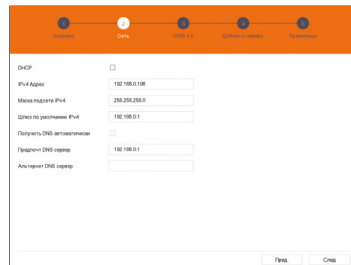 1 2 3 4 5
Базовая Сеть Добавить камеру Хранилище
DHCP
IPv4 Адрес 192.168.0.198
Маска подсети IPv4 255.255.255.0
Шлюз по умолчанию IPv4 192.168.0.1
Получить DNS автоматически
Предпочт DNS сервер 192.168.0.1
Альтернат DNS сервер
Пред. След